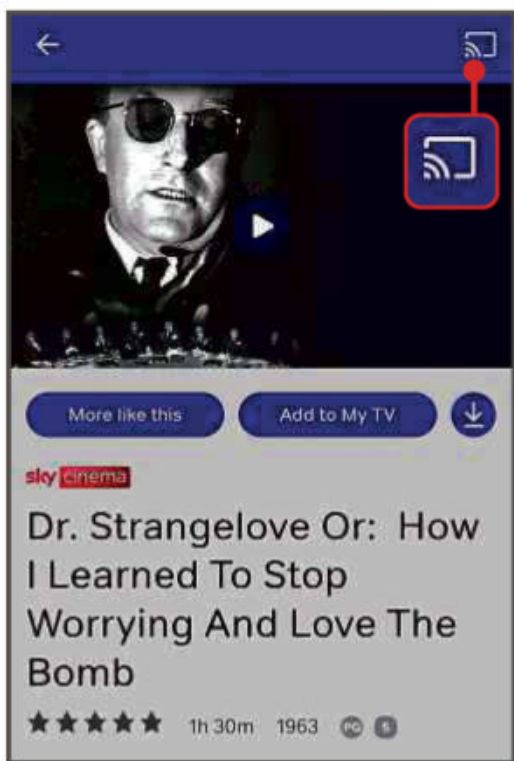 More like this Add to My TV
sky cinema
Dr. Strangelove Or: How
I Learned To Stop
Worrying And Love The
Bomb
1h 30m 1963 PG S